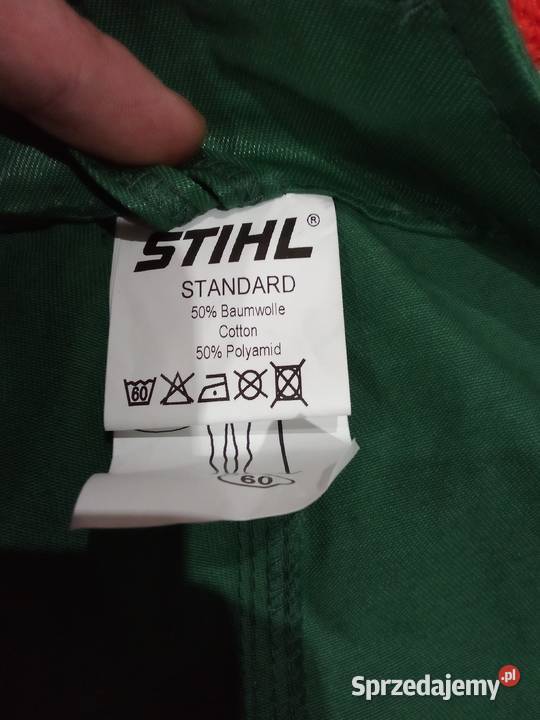 STIHL®
STANDARD
50% Baumwolle
Cotton
50% Polyamid
60
60
Sprzedajemy.pl